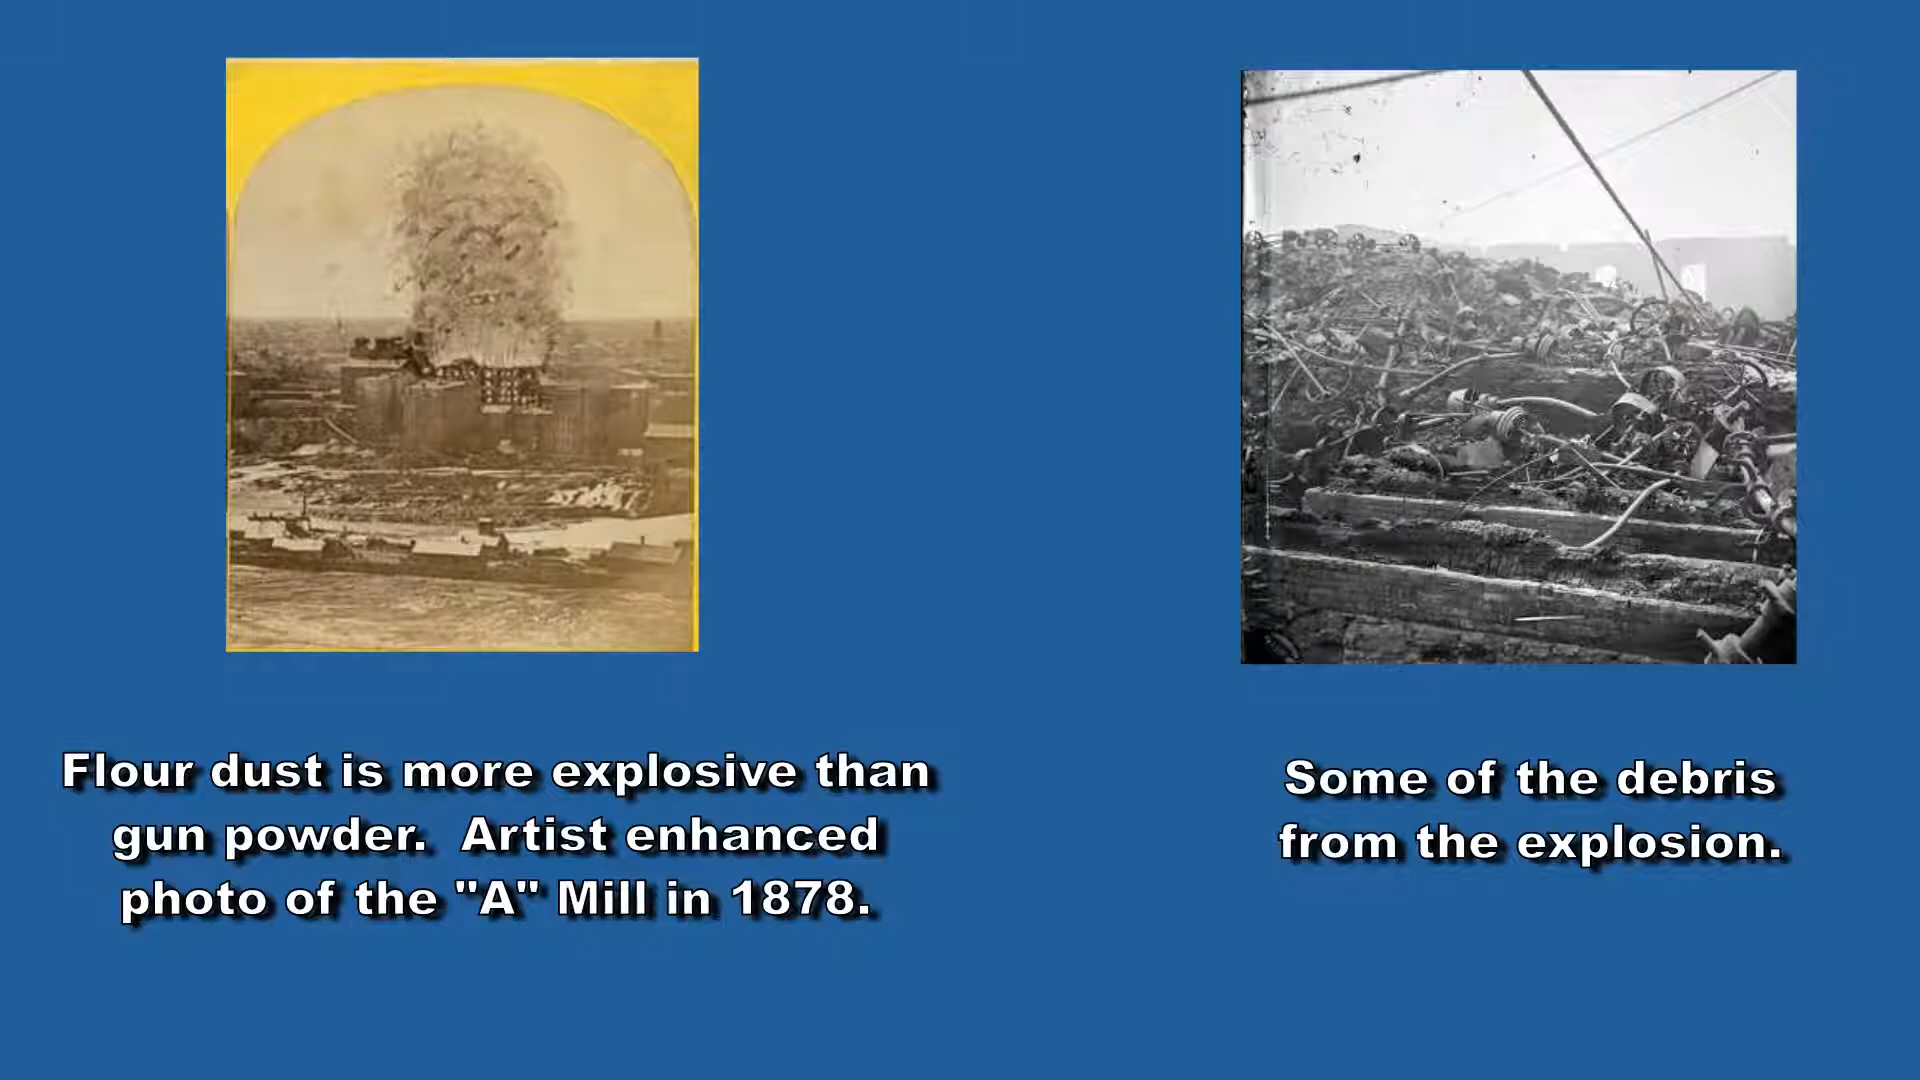 Flour dust is more explosive than
gun powder.  Artist enhanced
photo of the "A" Mill in 1878.
Some of the debris
from the explosion.